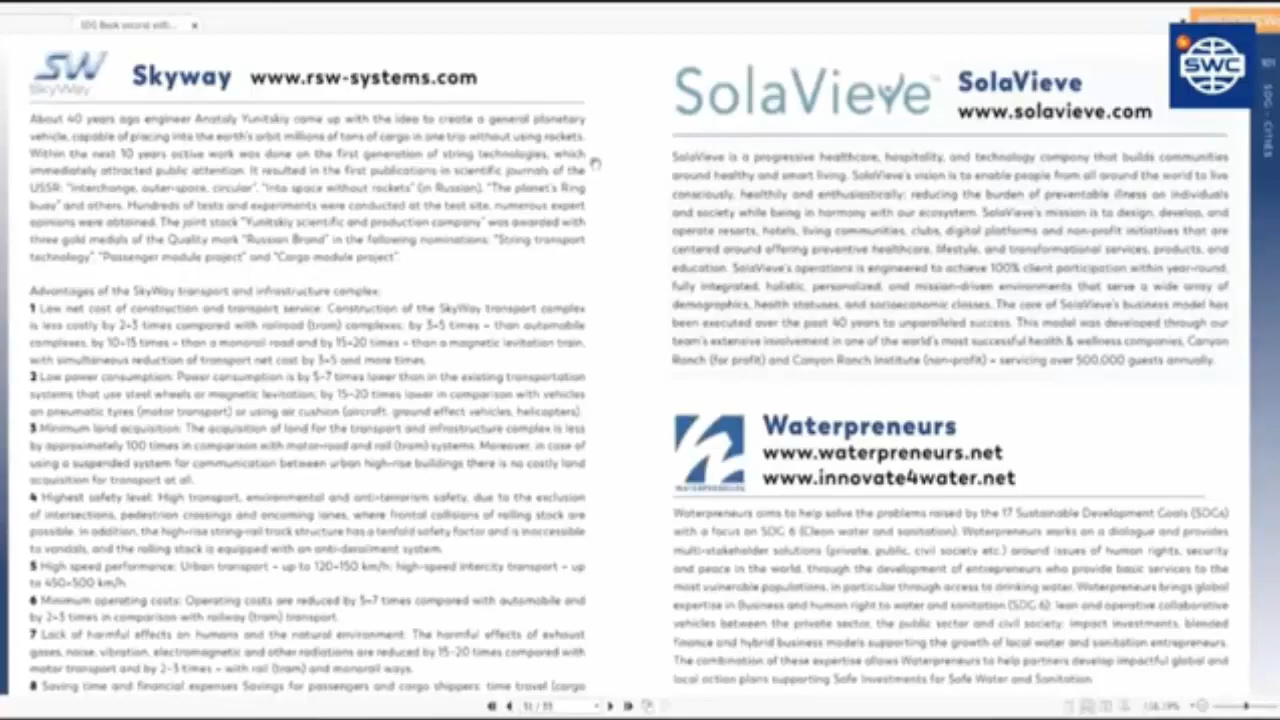 SDG Book second editi...
SW
SkyWay
Skyway www.rsw-systems.com
About 40 years ago engineer Anatoly Yunitskiy came up with the idea to create a general planetary
vehicle, capable of placing into the earth's orbit millions of tons of cargo in one trip without using rockets.
Within the next 10 years active work was done on the first generation of string technologies, which
immediately attracted public attention. It resulted in the first publications in scientific journals of the
USSR: "Interchange, outer-space, circular", "Into space without rockets" (in Russian), "The planet's Ring
buoy" and others. Hundreds of tests and experiments were conducted at the test site, numerous expert
opinions were obtained. The joint stock "Yunitskiy scientific and production company" was awarded with
three gold medals of the Quality mark "Russian Brand" in the following nominations: "String transport
technology", "Passenger module project" and "Cargo module project".
Advantages of the SkyWay transport and infrastructure complex:
1 Low net cost of construction and transport service: Construction of the SkyWay transport complex
is less costly by 2-3 times compared with railroad (tram) complexes; by 3-5 times - than automobile
complexes, by 10-15 times - than a monorail road and by 15-20 times - than a magnetic levitation train,
with simultaneous reduction of transport net cost by 3-5 and more times.
2 Low power consumption: Power consumption is by 5-7 times lower than in the existing transportation
systems that use steel wheels or magnetic levitation; by 15-20 times lower in comparison with vehicles
on pneumatic tyres (motor transport) or using air cushion (aircraft, ground effect vehicles, helicopters).
3 Minimum land acquisition: The acquisition of land for the transport and infrastructure complex is less
by approximately 100 times in comparison with motor-road and rail (tram) systems. Moreover, in case of
using a suspended system for communication between urban high-rise buildings there is no costly land
acquisition for transport at all.
4 Highest safety level: High transport, environmental and anti-terrorism safety, due to the exclusion
of intersections, pedestrian crossings and oncoming lanes, where frontal collisions of rolling stock are
possible. In addition, the high-rise string-rail track structure has a tenfold safety factor and is inaccessible
to vandals, and the rolling stock is equipped with an anti-derailment system.
5 High speed performance: Urban transport - up to 120-150 km/h; high-speed intercity transport - up
to 450-500 km/h.
6 Minimum operating costs: Operating costs are reduced by 5-7 times compared with automobile and
by 2-3 times in comparison with railway (tram) transport.
7 Lack of harmful effects on humans and the natural environment: The harmful effects of exhaust
gases, noise, vibration, electromagnetic and other radiations are reduced by 15-20 times compared with
motor transport and by 2-3 times - with rail (tram) and monorail ways.
8 Saving time and financial expenses Savings for passengers and cargo shippers: time travel (cargo
SolaVieve™ SolaVieve
www.solavieve.com
SolaVieve is a progressive healthcare, hospitality, and technology company that builds communities
around healthy and smart living. SolaVieve's vision is to enable people from all around the world to live
consciously, healthily and enthusiastically; reducing the burden of preventable illness on individuals
and society while being in harmony with our ecosystem. SolaVieve's mission is to design, develop, and
operate resorts, hotels, living communities, clubs, digital platforms and non-profit initiatives that are
centered around offering preventive healthcare, lifestyle, and transformational services, products, and
education. SolaVieve's operations is engineered to achieve 100% client participation within year-round,
fully integrated, holistic, personalized, and mission-driven environments that serve a wide array of
demographics, health statuses, and socioeconomic classes. The core of SolaVieve's business model has
been executed over the past 40 years to unparalleled success. This model was developed through our
team's extensive involvement in one of the world's most successful health & wellness companies, Canyon
Ranch (for profit) and Canyon Ranch Institute (non-profit) - servicing over 500,000 guests annually.
WATERPRENEURS
Waterpreneurs
www.waterpreneurs.net
www.innovate4water.net
Waterpreneurs aims to help solve the problems raised by the 17 Sustainable Development Goals (SDGs)
with a focus on SDG 6 (Clean water and sanitation). Waterpreneurs works on a dialogue and provides
multi-stakeholder solutions (private, public, civil society etc.) around issues of human rights, security
and peace in the world, through the development of entrepreneurs who provide basic services to the
most vulnerable populations, in particular through access to drinking water. Waterpreneurs brings global
expertise in Business and human right to water and sanitation (SDG 6); lean and operative collaborative
vehicles between the private sector, the public sector and civil society; impact investments, blended
finance and hybrid business models supporting the growth of local water and sanitation entrepreneurs.
The combination of these expertise allows Waterpreneurs to help partners develop impactful global and
local action plans supporting Safe Investments for Safe Water and Sanitation.
SWC
101
SDG - CITIES